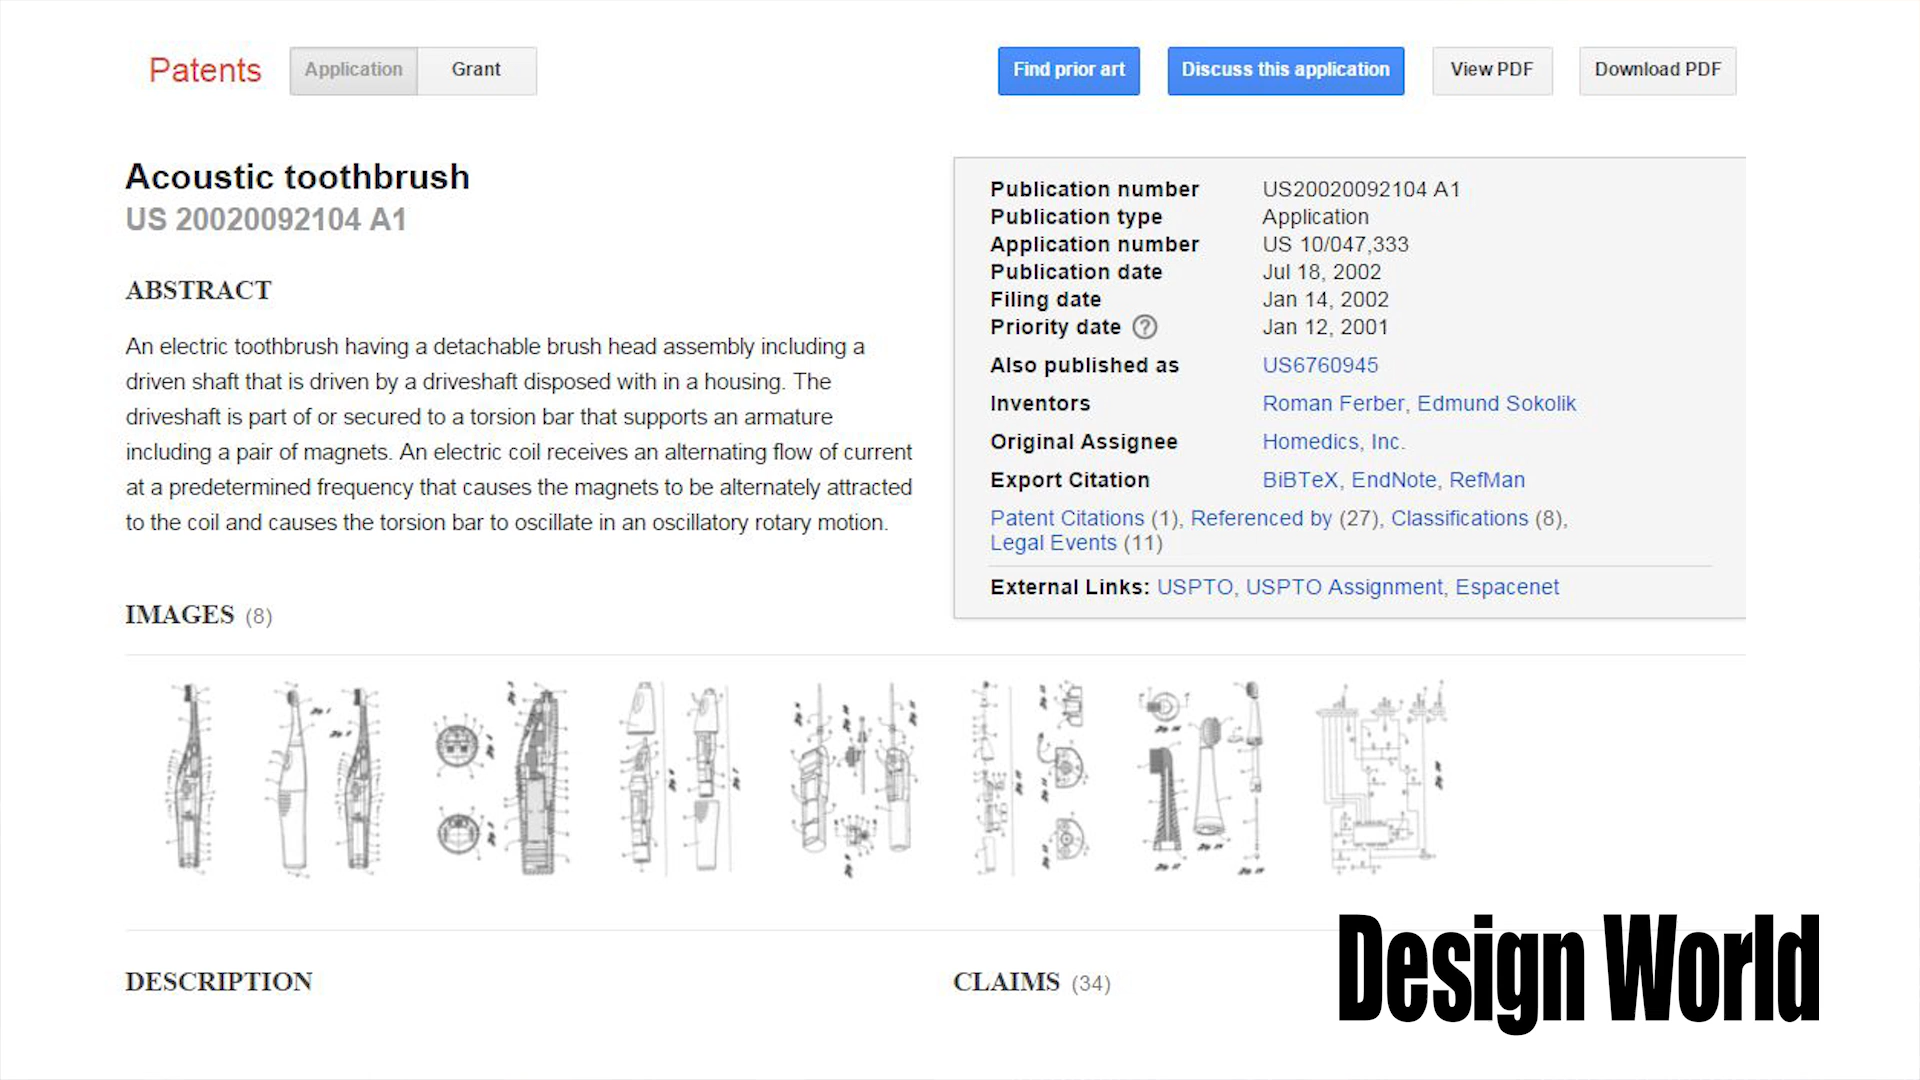 Patents
Application
Grant
Find prior art
Discuss this application
View PDF
Download PDF
Acoustic toothbrush
US 20020092104 A1
ABSTRACT
An electric toothbrush having a detachable brush head assembly including a
driven shaft that is driven by a driveshaft disposed with in a housing. The
driveshaft is part of or secured to a torsion bar that supports an armature
including a pair of magnets. An electric coil receives an alternating flow of current
at a predetermined frequency that causes the magnets to be alternately attracted
to the coil and causes the torsion bar to oscillate in an oscillatory rotary motion.
Publication number US20020092104 A1
Publication type Application
Application number US 10/047,333
Publication date Jul 18, 2002
Filing date Jan 14, 2002
Priority date ? Jan 12, 2001
Also published as US6760945
Inventors Roman Ferber, Edmund Sokolik
Original Assignee Homedics, Inc.
Export Citation BiBTeX, EndNote, RefMan
Patent Citations (1), Referenced by (27), Classifications (8),
Legal Events (11)
External Links: USPTO, USPTO Assignment, Espacenet
IMAGES (8)
DESCRIPTION
CLAIMS (34)
Design World